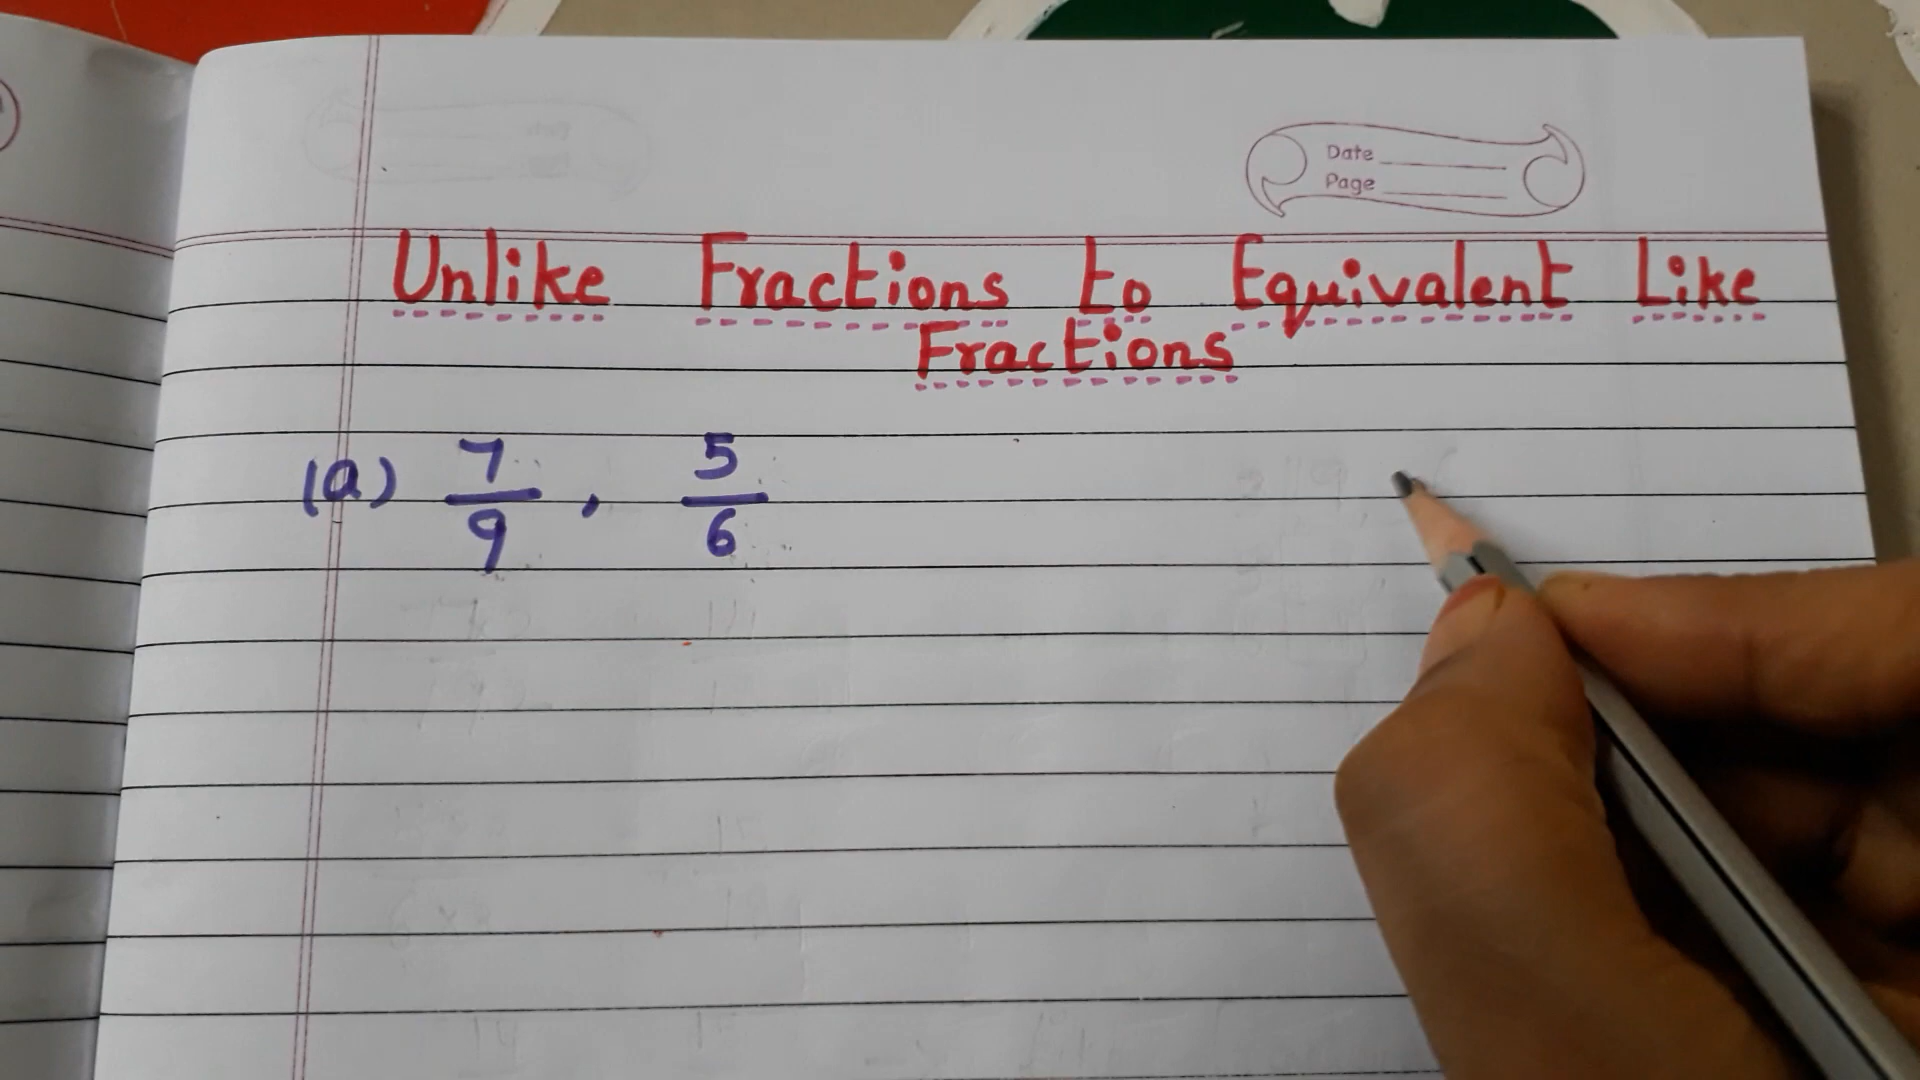 Date
Page
Unlike Fractions to Equivalent Like
Fractions
(a) 7/9 , 5/6